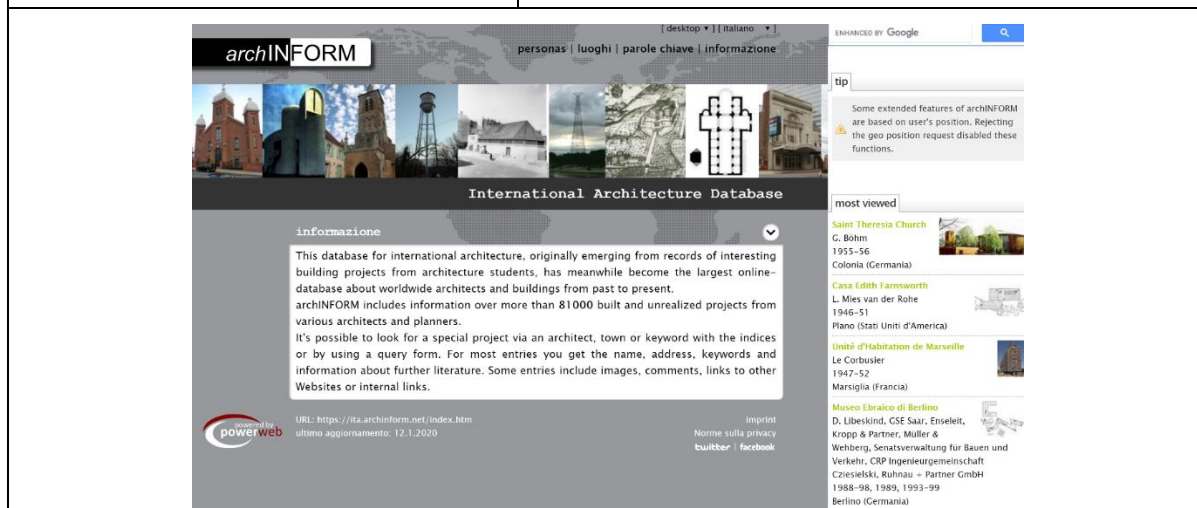 [ desktop ▾ ] [ italiano ▾ ]
archINFORM
personas | luoghi | parole chiave | informazione
International Architecture Database
informazione
This database for international architecture, originally emerging from records of interesting
building projects from architecture students, has meanwhile become the largest online-
database about worldwide architects and buildings from past to present.
archINFORM includes information over more than 81000 built and unrealized projects from
various architects and planners.
It's possible to look for a special project via an architect, town or keyword with the indices
or by using a query form. For most entries you get the name, address, keywords and
information about further literature. Some entries include images, comments, links to other
Websites or internal links.
powered by
powerweb
URL: https://ita.archinform.net/index.htm
ultimo aggiornamento: 12.1.2020
imprint
Norme sulla privacy
twitter | facebook
ENHANCED BY Google
tip
Some extended features of archINFORM
are based on user's position. Rejecting
the geo position request disabled these
functions.
most viewed
Saint Theresia Church
G. Böhm
1955-56
Colonia (Germania)
Casa Edith Farnsworth
L. Mies van der Rohe
1946-51
Plano (Stati Uniti d'America)
Unité d'Habitation de Marseille
Le Corbusier
1947-52
Marsiglia (Francia)
Museo Ebraico di Berlino
D. Libeskind, GSE Saar, Enseleit,
Kropp & Partner, Müller &
Wehberg, Senatsverwaltung für Bauen und
Verkehr, CRP Ingenieurgemeinschaft
Cziesielski, Ruhnau + Partner GmbH
1988-98, 1989, 1993-99
Berlino (Germania)